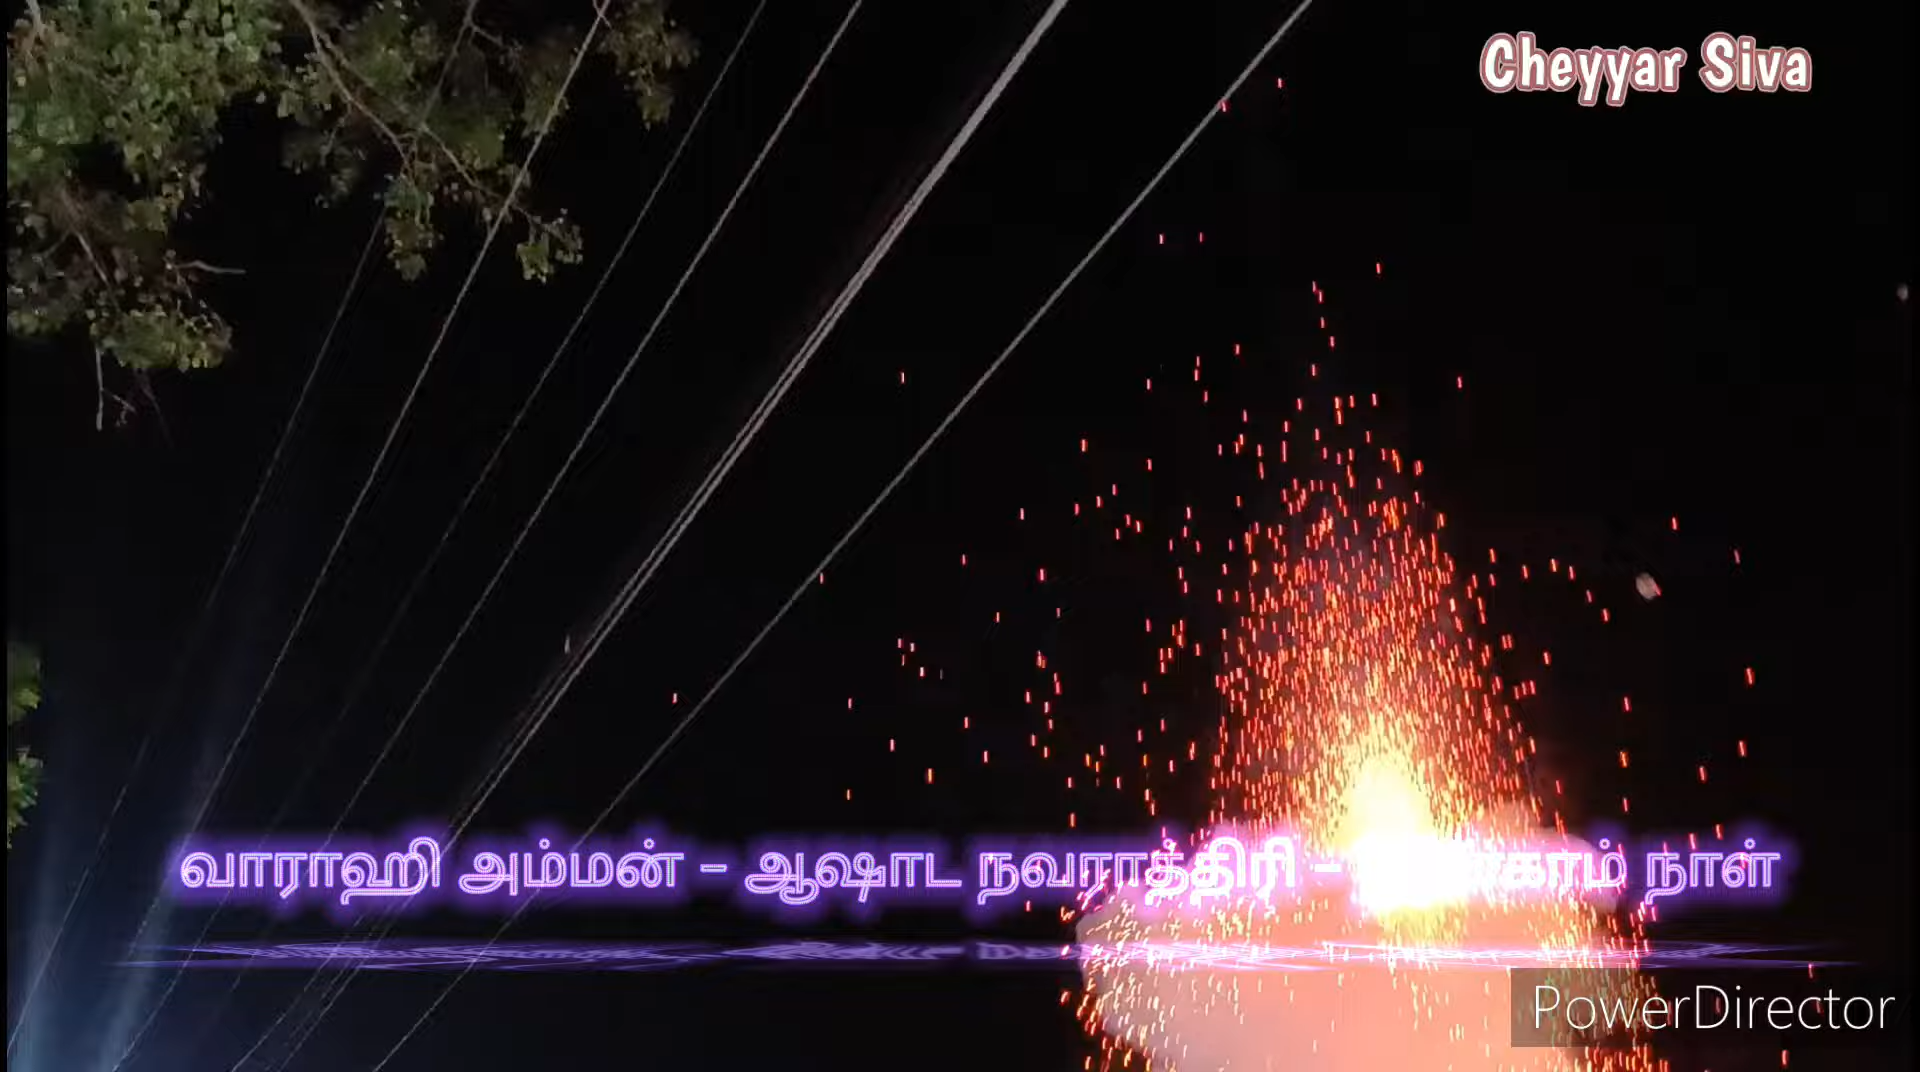 Cheyyar Siva
வாராஹி அம்மன் - ஆஷாட நவராத்திரி - நாள்
PowerDirector